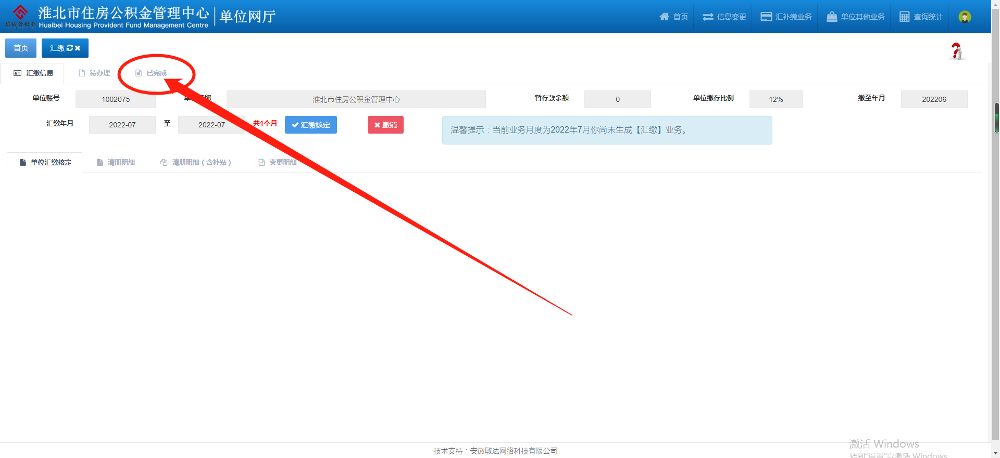 淮北市住房公积金管理中心
单位网厅
住房公积金
Huaibei Housing Provident Fund Management Centre
首页
信息变更
汇补缴业务
单位其他业务
查询统计
首页
汇缴
汇缴信息
待办理
已完成
单位账号
1002075
称
淮北市住房公积金管理中心
暂存款余额
0
单位缴存比例
12%
缴至年月
202206
汇缴年月
2022-07
至
2022-07
共1个月
汇缴核定
撤销
温馨提示：当前业务月度为2022年7月你尚未生成【汇缴】业务。
单位汇缴核定
清册明细
清册明细（含补贴）
变更明细
技术支持：安徽敏达网络科技有限公司
激活 Windows
转到"设置"以激活 Windows